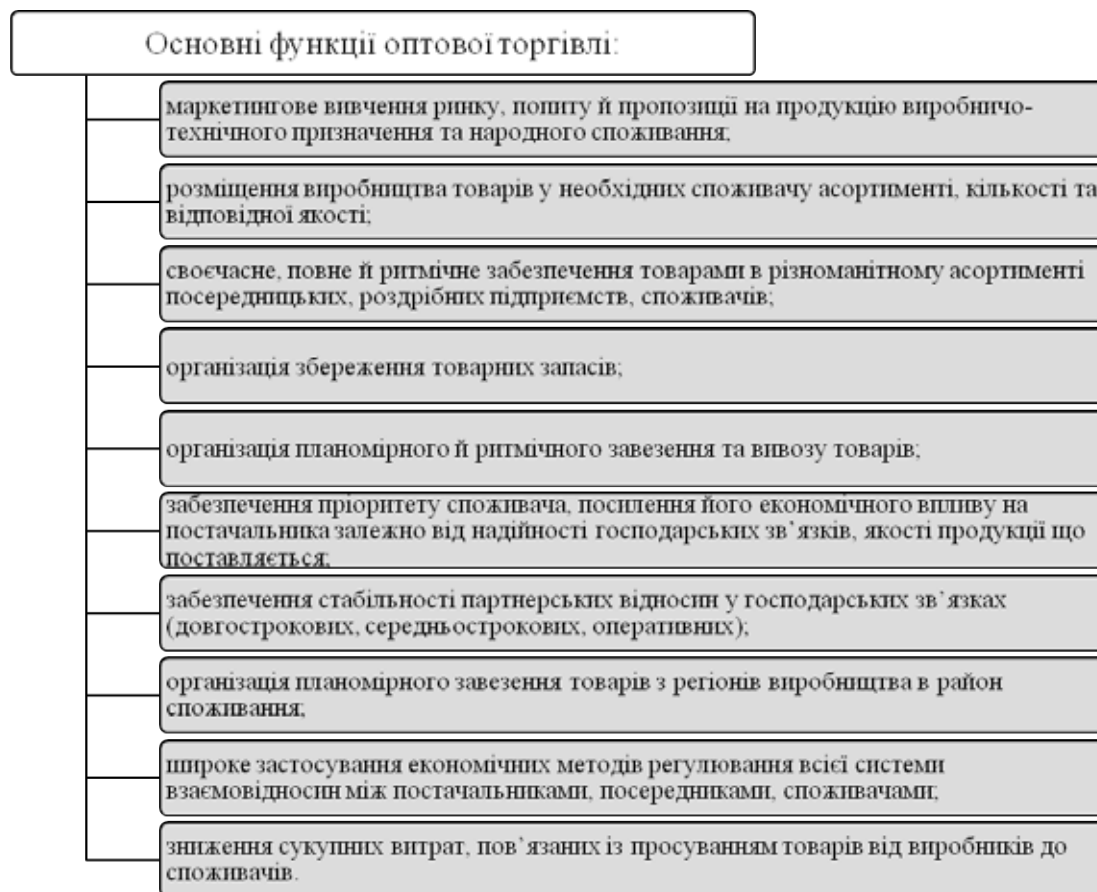 Основні функції оптової торгівлі:
маркетингове вивчення ринку, попиту й пропозиції на продукцію виробничо-
технічного призначення та народного споживання;
розміщення виробництва товарів у необхідних споживачу асортименті, кількості та
відповідної якості;
своєчасне, повне й ритмічне забезпечення товарами в різноманітному асортименті
посередницьких, роздрібних підприємств, споживачів;
організація збереження товарних запасів;
організація планомірного й ритмічного завезення та вивозу товарів;
забезпечення пріоритету споживача, посилення його економічного впливу на
постачальника залежно від надійності господарських зв’язків, якості продукції що
поставляється;
забезпечення стабільності партнерських відносин у господарських зв’язках
(довгострокових, середньострокових, оперативних);
організація планомірного завезення товарів з регіонів виробництва в район
споживання;
широке застосування економічних методів регулювання всієї системи
взаємовідносин між постачальниками, посередниками, споживачами;
зниження сукупних витрат, пов’язаних із просуванням товарів від виробників до
споживачів.